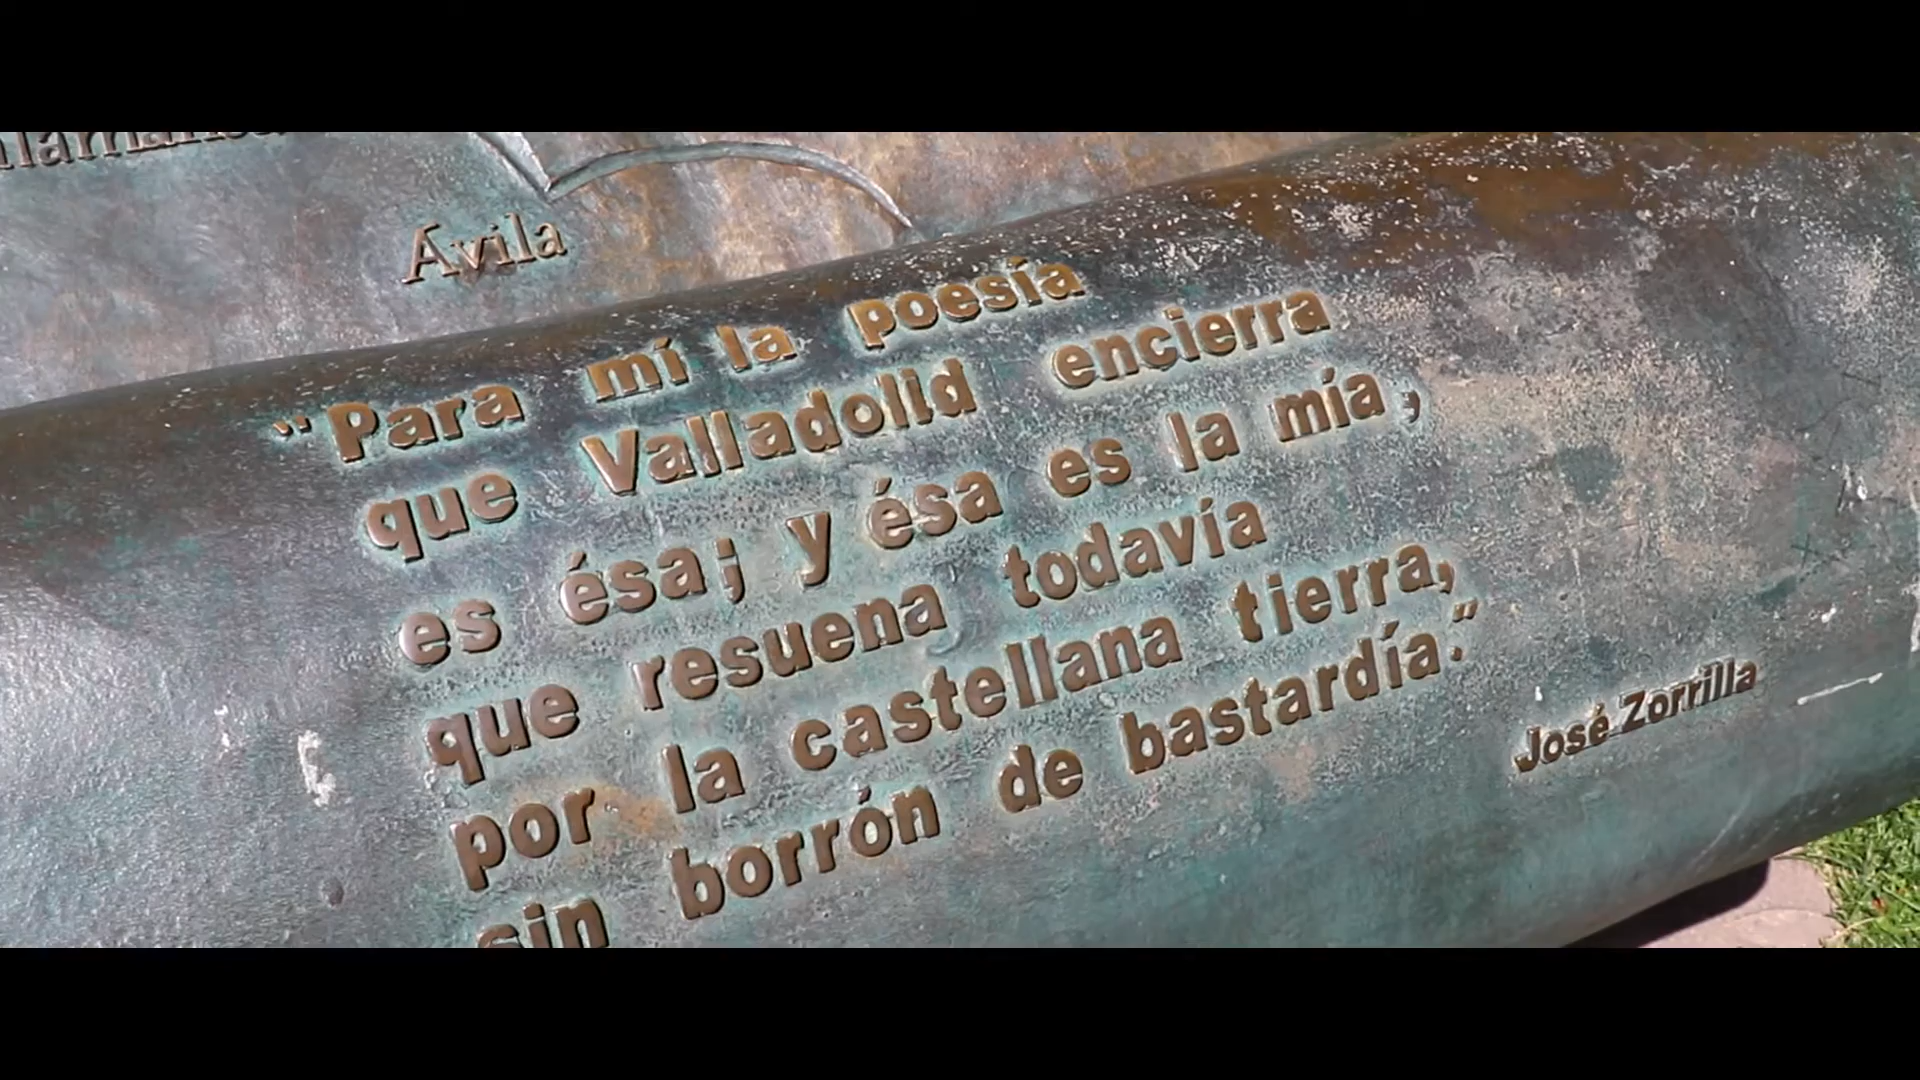 Ávila
"Para mí la poesía
que Valladolid encierra
es ésa; y ésa es la mía,
que resuena todavía
por la castellana tierra,
sin borrón de bastardía."
José Zorrilla